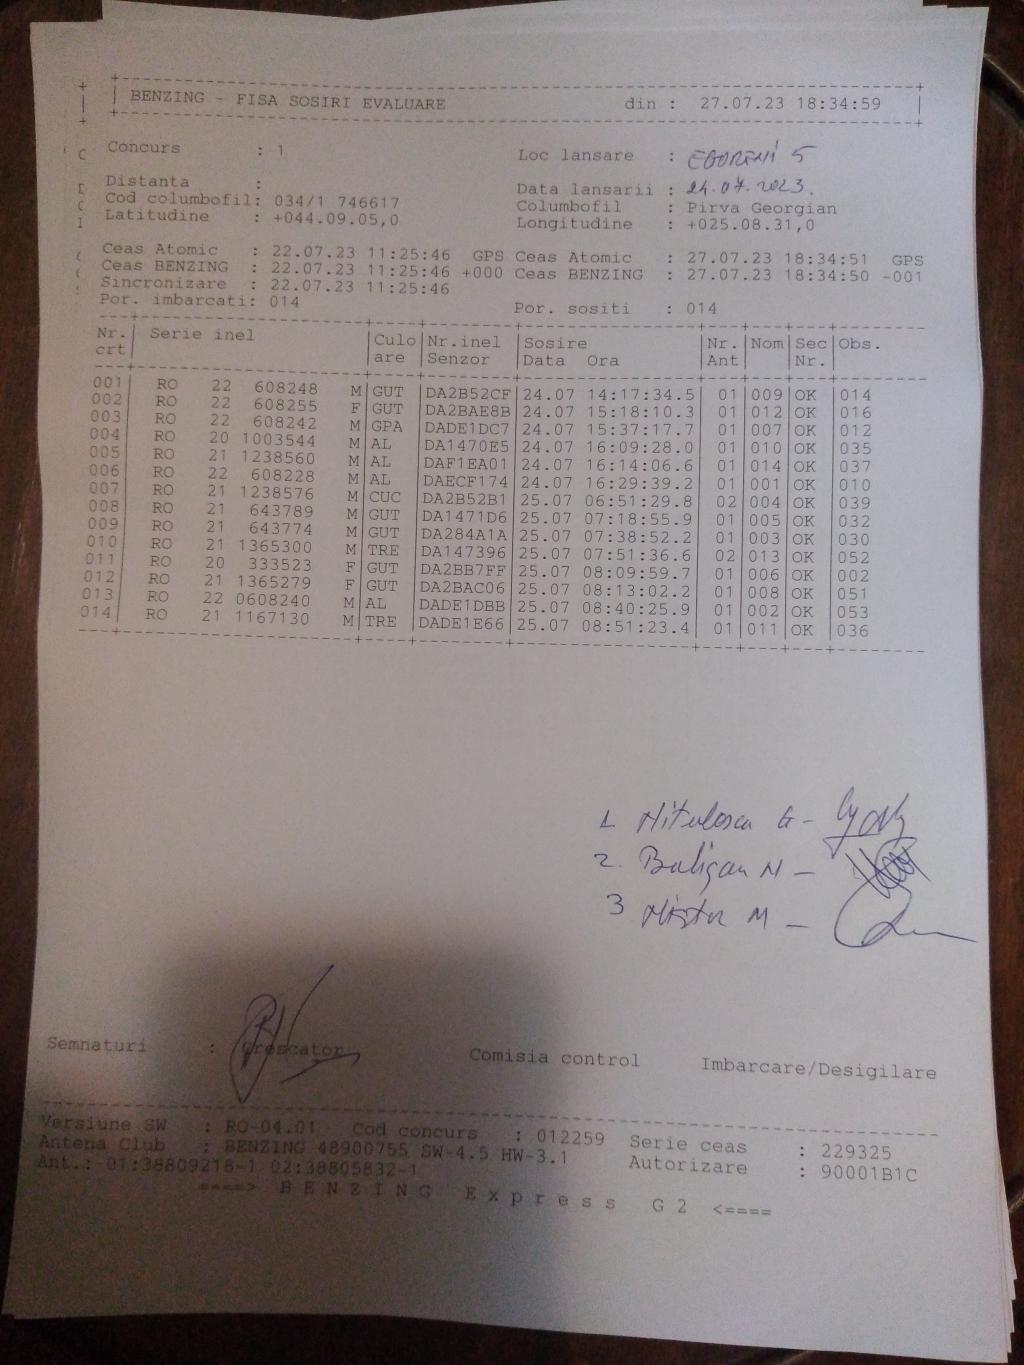 BENZING - FISA SOSIRI EVALUARE din : 27.07.23 18:34:59
Concurs : 1 Loc lansare : EGORENI 5
Distanta : Data lansarii : 24.07.2023.
Cod columbofil: 034/1 746617 Columbofil : Pirva Georgian
Latitudine : +044.09.05,0 Longitudine : +025.08.31,0
Ceas Atomic : 22.07.23 11:25:46 GPS Ceas Atomic : 27.07.23 18:34:51 GPS
Ceas BENZING : 22.07.23 11:25:46 +000 Ceas BENZING : 27.07.23 18:34:50 -001
Sincronizare : 22.07.23 11:25:46
Por. imbarcati: 014 Por. sositi : 014
Nr. Serie inel Culo Nr.inel Sosire Nr. Nom Sec Obs.
crt are Senzor Data Ora Ant Nr.
001 RO 22 608248 M GUT DA2B52CF 24.07 14:17:34.5 01 009 OK 014
002 RO 22 608255 F GUT DA2BAE8B 24.07 15:18:10.3 01 012 OK 016
003 RO 22 608242 M GPA DADE1DC7 24.07 15:37:17.7 01 007 OK 012
004 RO 20 1003544 M AL DA1470E5 24.07 16:09:28.0 01 010 OK 035
005 RO 21 1238560 M AL DAF1EA01 24.07 16:14:06.6 01 014 OK 037
006 RO 22 608228 M AL DAECF174 24.07 16:29:39.2 01 001 OK 010
007 RO 21 1238576 M CUC DA2B52B1 25.07 06:51:29.8 02 004 OK 039
008 RO 21 643789 M GUT DA1471D6 25.07 07:18:55.9 01 005 OK 032
009 RO 21 643774 M GUT DA284A1A 25.07 07:38:52.2 01 003 OK 030
010 RO 21 1365300 M TRE DA147396 25.07 07:51:36.6 02 013 OK 052
011 RO 20 333523 F GUT DA2BB7FF 25.07 08:09:59.7 01 006 OK 002
012 RO 21 1365279 F GUT DA2BAC06 25.07 08:13:02.2 01 008 OK 051
013 RO 22 0608240 M AL DADE1DBB 25.07 08:40:25.9 01 002 OK 053
014 RO 21 1167130 M TRE DADE1E66 25.07 08:51:23.4 01 011 OK 036
1 Nitulescu G -
2. Buligan N -
3 Nistor M -
Semnaturi : Crescator Comisia control Imbarcare/Desigilare
Versiune SW : RO-04.01 Cod concurs : 012259 Serie ceas : 229325
Antena Club : BENZING 48900755 SW-4.5 HW-3.1 Autorizare : 90001B1C
Ant.: 01:38809218-1 02:38805832-1
====> BENZING Express G2 <====